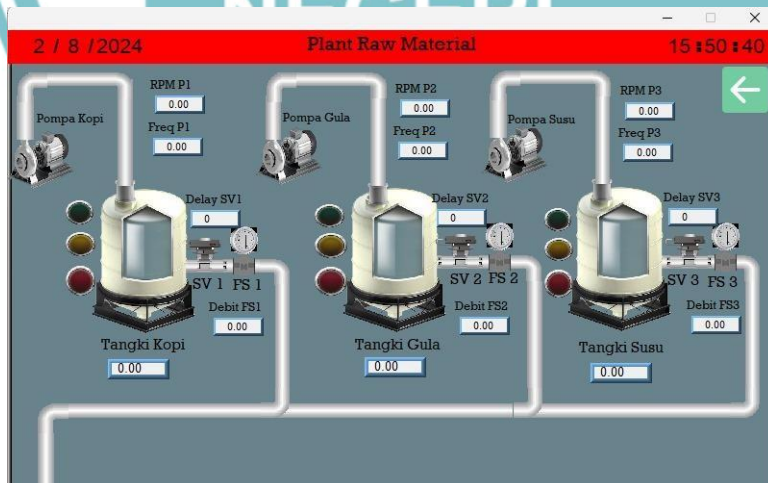 NEGERI
2 / 8 / 2024 Plant Raw Material 15:50:40
RPM P1
0.00
Pompa Kopi
Freq P1
0.00
Delay SV1
0
SV 1 FS 1
Debit FS1
0.00
Tangki Kopi
0.00
RPM P2
0.00
Pompa Gula
Freq P2
0.00
Delay SV2
0
SV 2 FS 2
Debit FS2
0.00
Tangki Gula
0.00
RPM P3
0.00
Pompa Susu
Freq P3
0.00
Delay SV3
0
SV 3 FS 3
Debit FS3
0.00
Tangki Susu
0.00